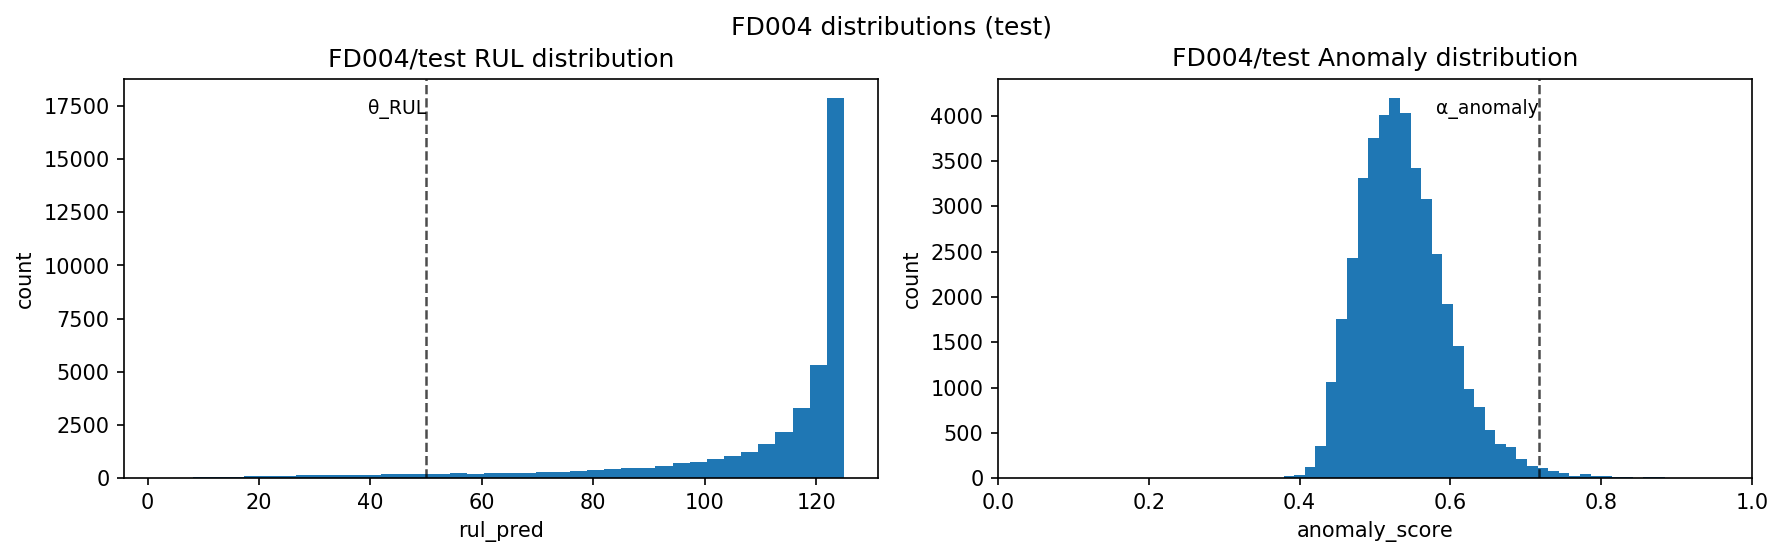 FD004 distributions (test)
FD004/test RUL distribution
17500
15000
12500
10000
7500
5000
2500
0
count
θ_RUL
0 20 40 60 80 100 120
rul_pred
FD004/test Anomaly distribution
4000
3500
3000
2500
2000
1500
1000
500
0
count
α_anomaly
0.0 0.2 0.4 0.6 0.8 1.0
anomaly_score